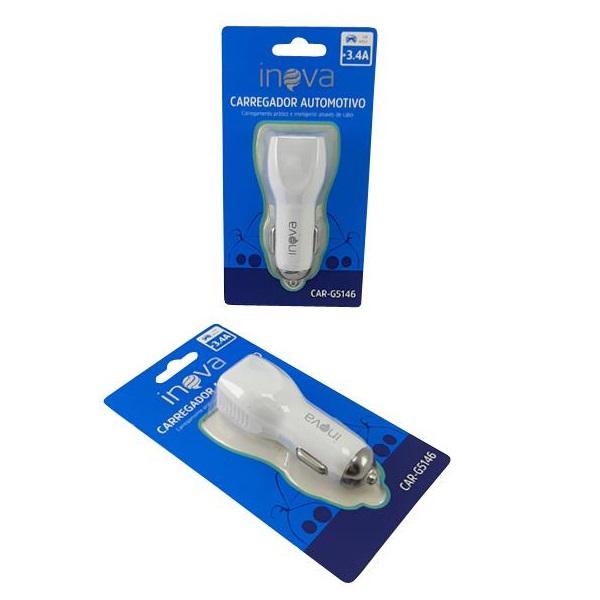 3.4A
inova
CARREGADOR AUTOMOTIVO
Carregamento prático e inteligente através de cabo
inova
CAR-G5146
3.4A
inova
CARREGADOR
inova
CAR-G5146